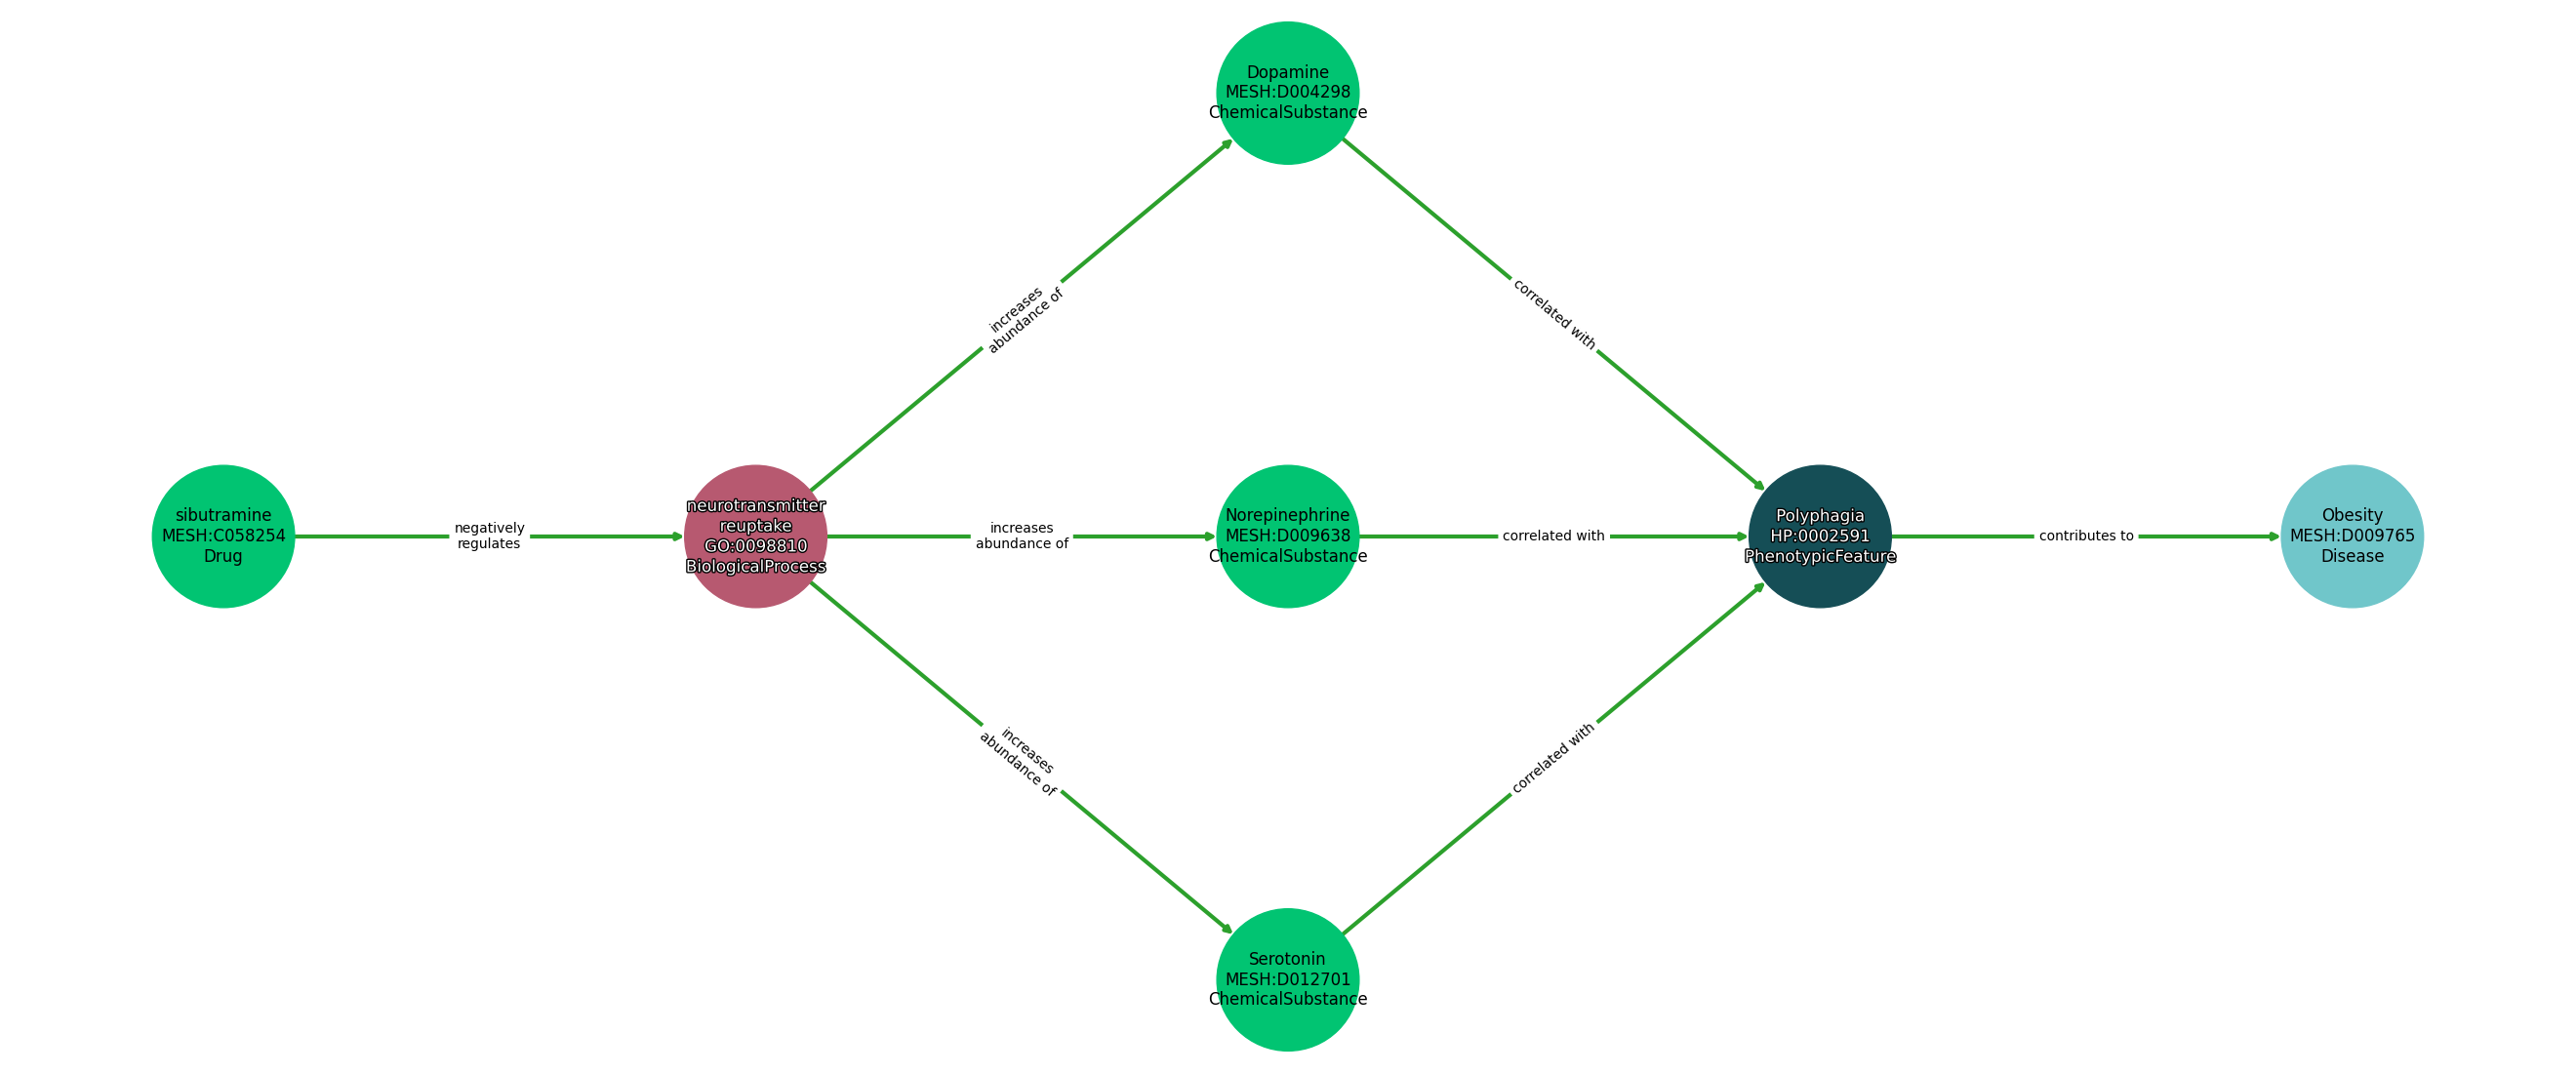 Dopamine
MESH:D004298
ChemicalSubstance
increases
abundance of
correlated with
sibutramine
MESH:C058254
Drug
negatively
regulates
neurotransmitter
reuptake
GO:0098810
BiologicalProcess
increases
abundance of
Norepinephrine
MESH:D009638
ChemicalSubstance
correlated with
Polyphagia
HP:0002591
PhenotypicFeature
contributes to
Obesity
MESH:D009765
Disease
increases
abundance of
correlated with
Serotonin
MESH:D012701
ChemicalSubstance